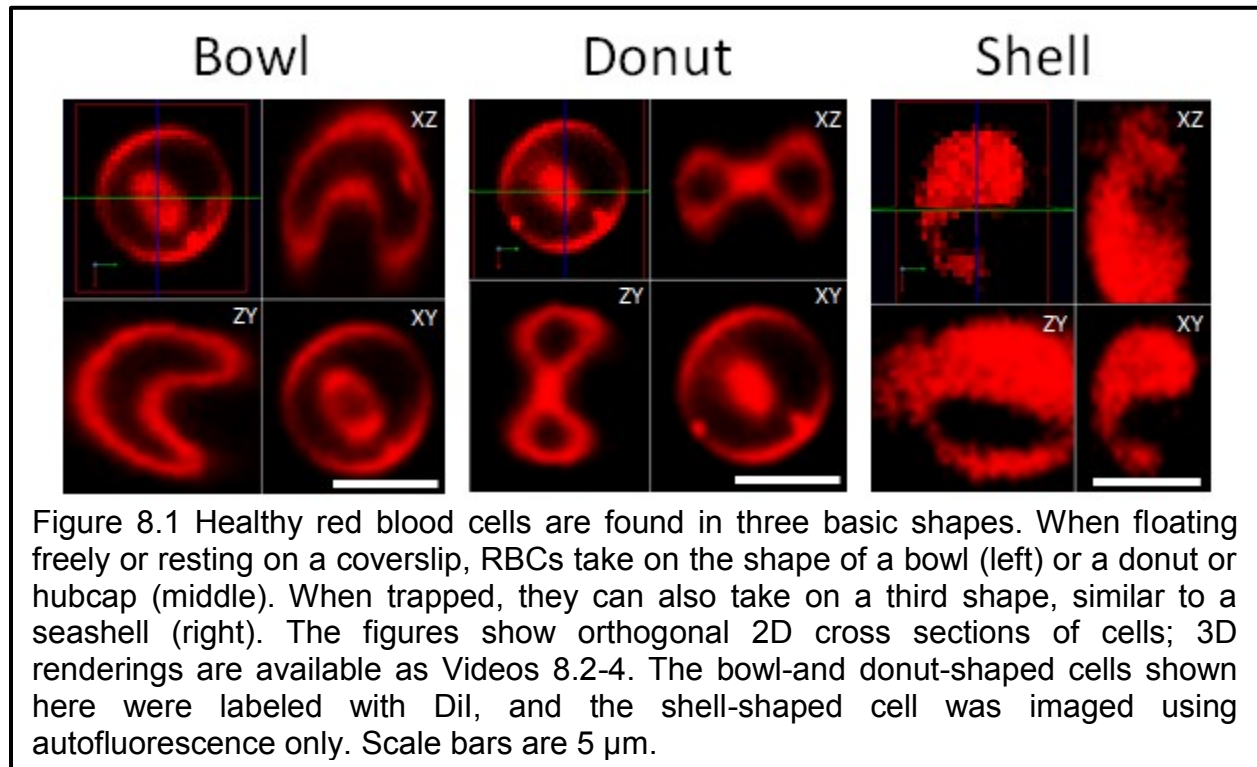 Bowl Donut Shell
XZ XZ XZ
ZY XY ZY XY ZY XY
Figure 8.1 Healthy red blood cells are found in three basic shapes. When floating
freely or resting on a coverslip, RBCs take on the shape of a bowl (left) or a donut or
hubcap (middle). When trapped, they can also take on a third shape, similar to a
seashell (right). The figures show orthogonal 2D cross sections of cells; 3D
renderings are available as Videos 8.2-4. The bowl-and donut-shaped cells shown
here were labeled with DiI, and the shell-shaped cell was imaged using
autofluorescence only. Scale bars are 5 µm.